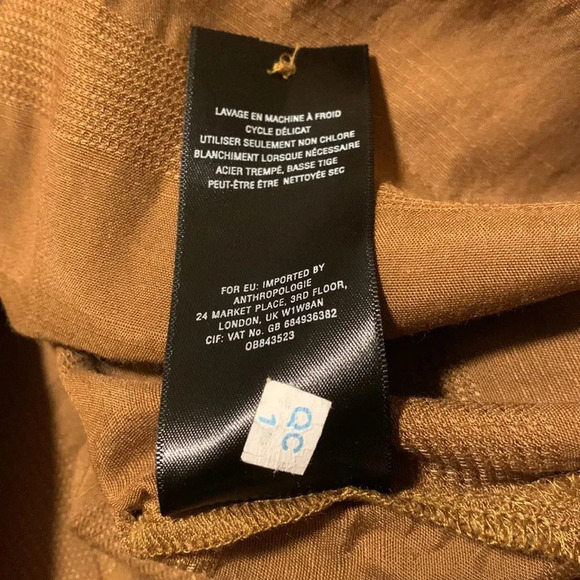 LAVAGE EN MACHINE À FROID
CYCLE DÉLICAT
UTILISER SEULEMENT NON CHLORE
BLANCHIMENT LORSQUE NÉCESSAIRE
ACIER TREMPÉ, BASSE TIGE
PEUT-ÊTRE ÊTRE NETTOYÉE SEC
FOR EU: IMPORTED BY
ANTHROPOLOGIE
24 MARKET PLACE, 3RD FLOOR,
LONDON, UK W1W8AN
CIF: VAT No. GB 684936382
OB843523
QC
1